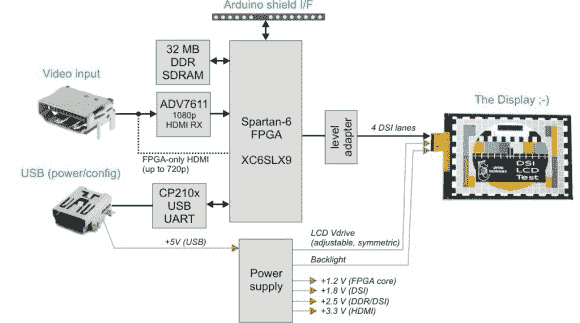 Arduino shield I/F
32 MB
DDR
SDRAM
Video input
ADV7611
1080p
HDMI RX
Spartan-6
FPGA
XC6SLX9
level
adapter
4 DSI lanes
The Display ;-)
DSI
LCD
Test
FPGA-only HDMI
(up to 720p)
USB (power/config)
CP210x
USB
UART
+5V (USB)
LCD Vdrive
(adjustable, symmetric)
Backlight
Power
supply
+1.2 V (FPGA core)
+1.8 V (DSI)
+2.5 V (DDR/DSI)
+3.3 V (HDMI)